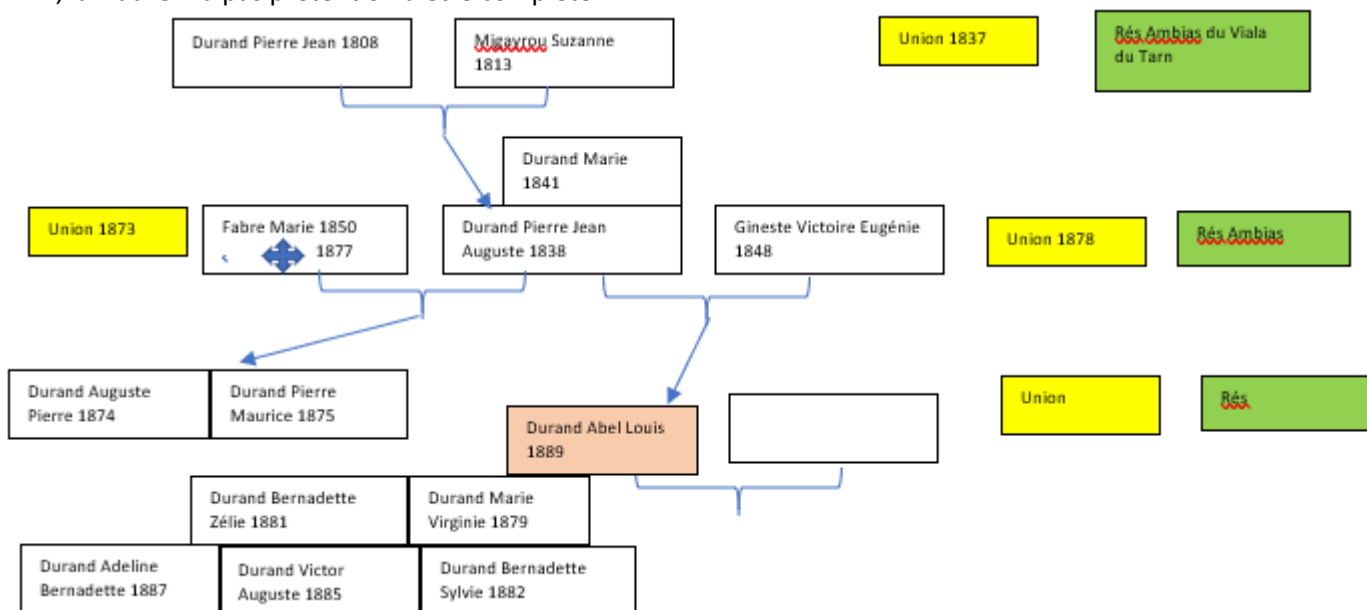 Durand Pierre Jean 1808
Migayrou Suzanne
1813
Union 1837
Rés Ambias du Viala
du Tarn
Durand Marie
1841
Union 1873
Fabre Marie 1850
1877
Durand Pierre Jean
Auguste 1838
Gineste Victoire Eugénie
1848
Union 1878
Rés Ambias
Durand Auguste
Pierre 1874
Durand Pierre
Maurice 1875
Durand Abel Louis
1889
Union
Rés
Durand Bernadette
Zélie 1881
Durand Marie
Virginie 1879
Durand Adeline
Bernadette 1887
Durand Victor
Auguste 1885
Durand Bernadette
Sylvie 1882